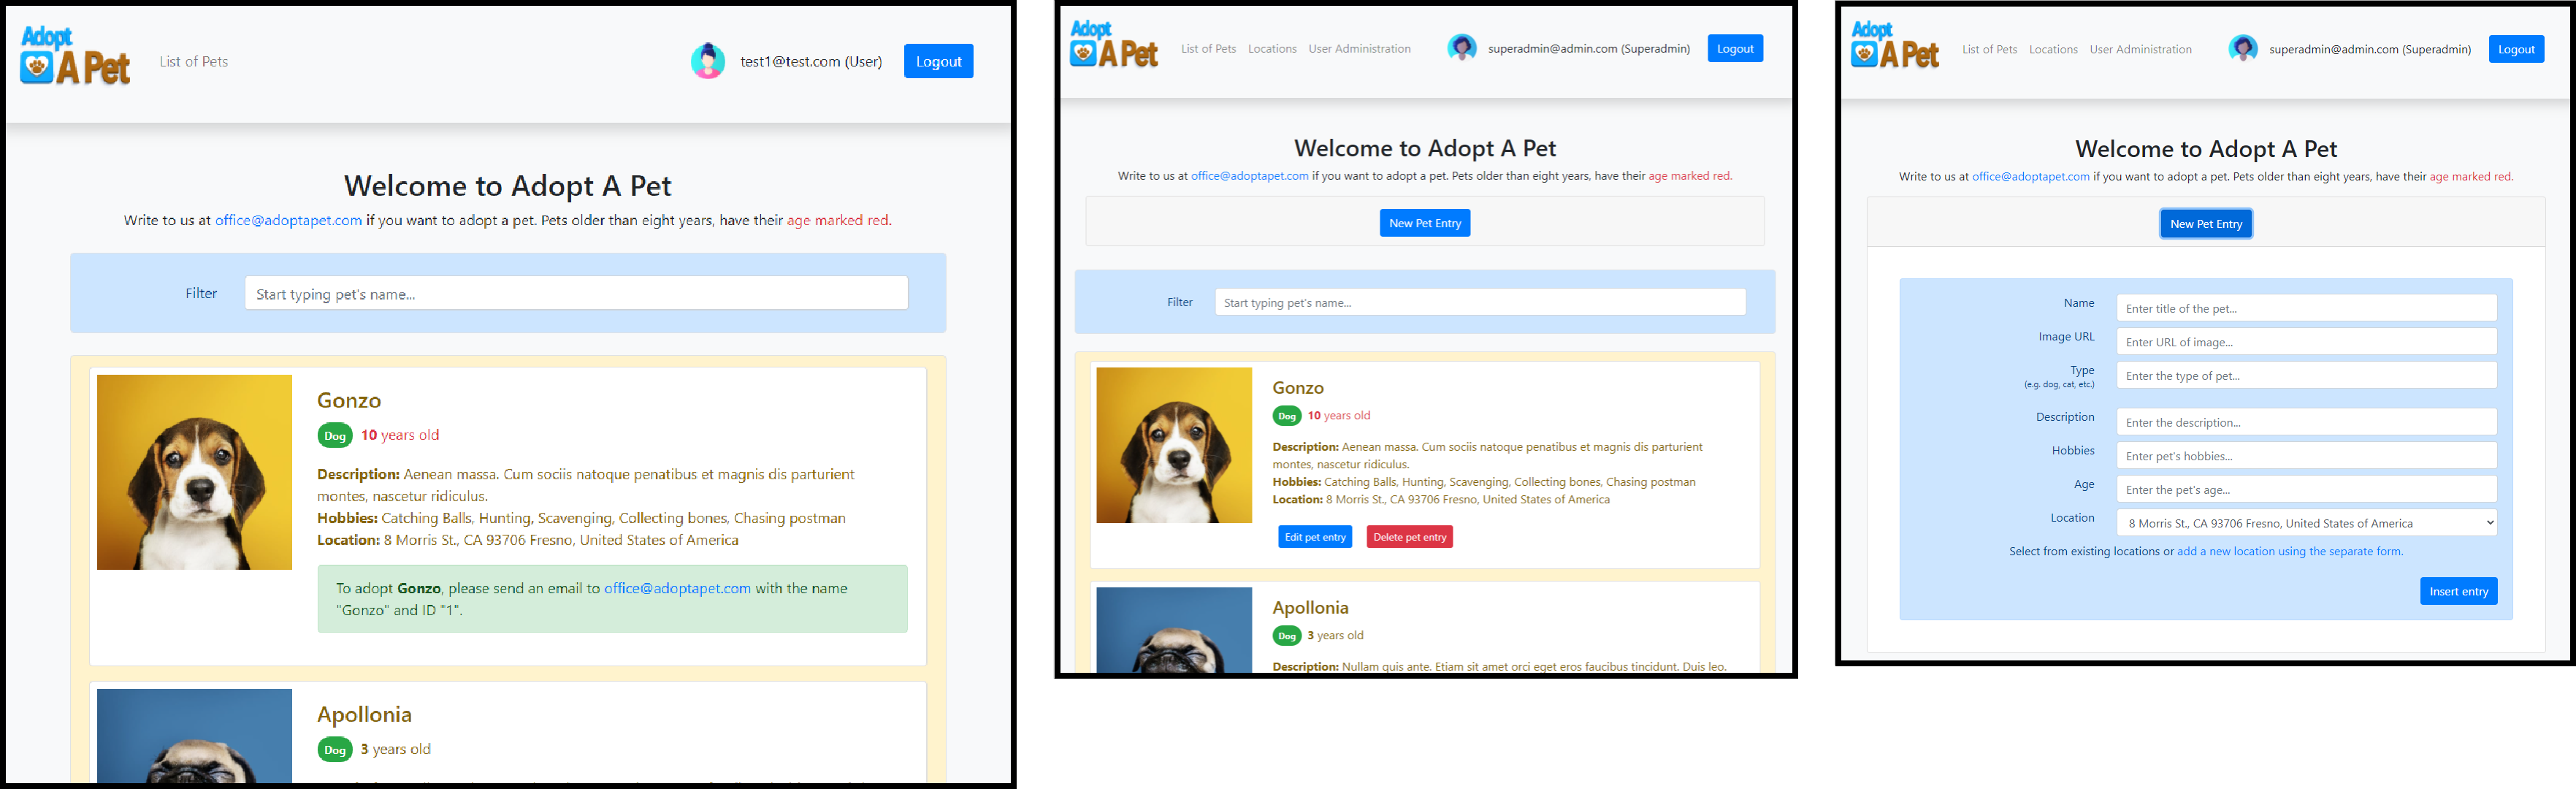 Adopt
A Pet
List of Pets
test1@test.com (User)
Logout
Welcome to Adopt A Pet
Write to us at office@adoptapet.com if you want to adopt a pet. Pets older than eight years, have their age marked red.
Filter
Start typing pet's name...
Gonzo
Dog 10 years old
Description: Aenean massa. Cum sociis natoque penatibus et magnis dis parturient
montes, nascetur ridiculus.
Hobbies: Catching Balls, Hunting, Scavenging, Collecting bones, Chasing postman
Location: 8 Morris St., CA 93706 Fresno, United States of America
To adopt Gonzo, please send an email to office@adoptapet.com with the name
"Gonzo" and ID "1".
Apollonia
Dog 3 years old
Adopt
A Pet
List of Pets Locations User Administration
superadmin@admin.com (Superadmin)
Logout
Welcome to Adopt A Pet
Write to us at office@adoptapet.com if you want to adopt a pet. Pets older than eight years, have their age marked red.
New Pet Entry
Filter
Start typing pet's name...
Gonzo
Dog 10 years old
Description: Aenean massa. Cum sociis natoque penatibus et magnis dis parturient
montes, nascetur ridiculus.
Hobbies: Catching Balls, Hunting, Scavenging, Collecting bones, Chasing postman
Location: 8 Morris St., CA 93706 Fresno, United States of America
Edit pet entry Delete pet entry
Apollonia
Dog 3 years old
Description: Nullam quis ante. Etiam sit amet orci eget eros faucibus tincidunt. Duis leo.
Adopt
A Pet
List of Pets Locations User Administration
superadmin@admin.com (Superadmin)
Logout
Welcome to Adopt A Pet
Write to us at office@adoptapet.com if you want to adopt a pet. Pets older than eight years, have their age marked red.
New Pet Entry
Name
Enter title of the pet...
Image URL
Enter URL of image...
Type
(e.g. dog, cat, etc.)
Enter the type of pet...
Description
Enter the description...
Hobbies
Enter pet's hobbies...
Age
Enter the pet's age...
Location
8 Morris St., CA 93706 Fresno, United States of America
Select from existing locations or add a new location using the separate form.
Insert entry